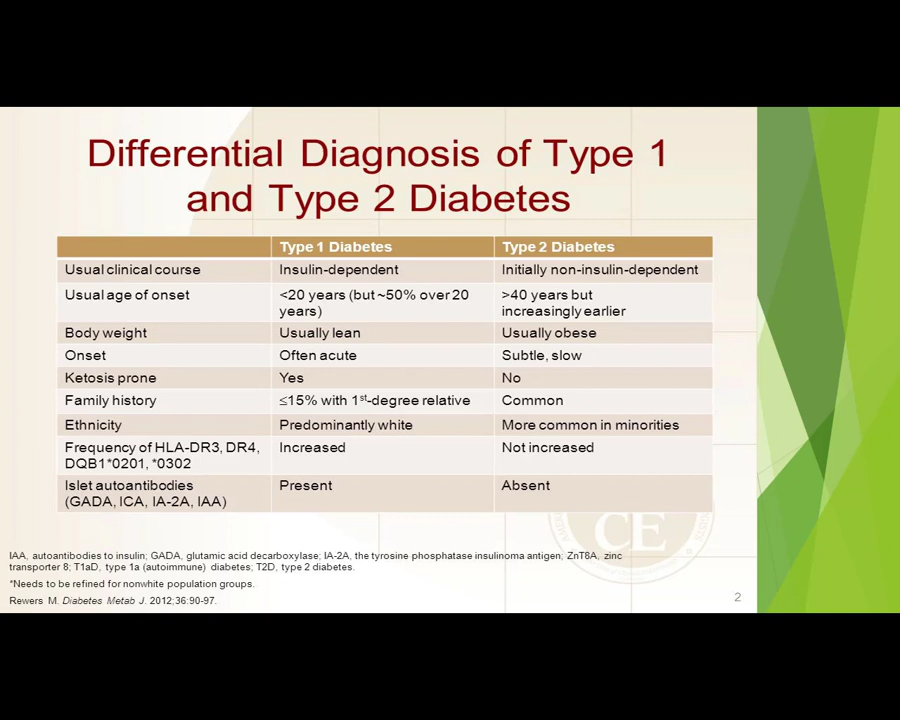 Differential Diagnosis of Type 1
and Type 2 Diabetes
Type 1 Diabetes Type 2 Diabetes
Usual clinical course Insulin-dependent Initially non-insulin-dependent
Usual age of onset <20 years (but ~50% over 20 >40 years but
years) increasingly earlier
Body weight Usually lean Usually obese
Onset Often acute Subtle, slow
Ketosis prone Yes No
Family history ≤15% with 1st-degree relative Common
Ethnicity Predominantly white More common in minorities
Frequency of HLA-DR3, DR4, Increased Not increased
DQB1*0201, *0302
Islet autoantibodies Present Absent
(GADA, ICA, IA-2A, IAA)
CE
IAA, autoantibodies to insulin; GADA, glutamic acid decarboxylase; IA-2A, the tyrosine phosphatase insulinoma antigen; ZnT8A, zinc
transporter 8; T1aD, type 1a (autoimmune) diabetes; T2D, type 2 diabetes.
*Needs to be refined for nonwhite population groups.
Rewers M. Diabetes Metab J. 2012;36:90-97.
2